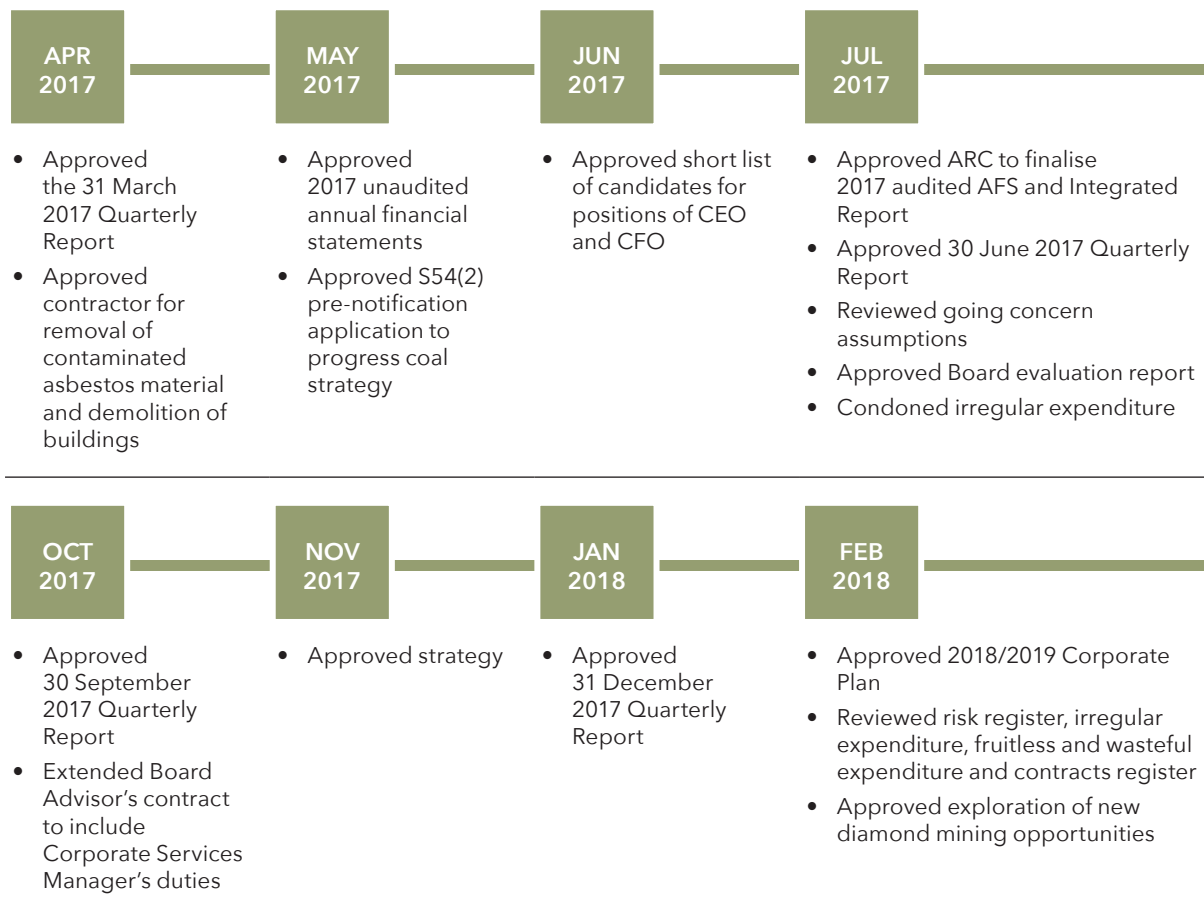 APR
2017
• Approved
the 31 March
2017 Quarterly
Report
• Approved
contractor for
removal of
contaminated
asbestos material
and demolition of
buildings
MAY
2017
• Approved
2017 unaudited
annual financial
statements
• Approved S54(2)
pre-notification
application to
progress coal
strategy
JUN
2017
• Approved short list
of candidates for
positions of CEO
and CFO
JUL
2017
• Approved ARC to finalise
2017 audited AFS and Integrated
Report
• Approved 30 June 2017 Quarterly
Report
• Reviewed going concern
assumptions
• Approved Board evaluation report
• Condoned irregular expenditure
OCT
2017
• Approved
30 September
2017 Quarterly
Report
• Extended Board
Advisor’s contract
to include
Corporate Services
Manager’s duties
NOV
2017
• Approved strategy
JAN
2018
• Approved
31 December
2017 Quarterly
Report
FEB
2018
• Approved 2018/2019 Corporate
Plan
• Reviewed risk register, irregular
expenditure, fruitless and wasteful
expenditure and contracts register
• Approved exploration of new
diamond mining opportunities